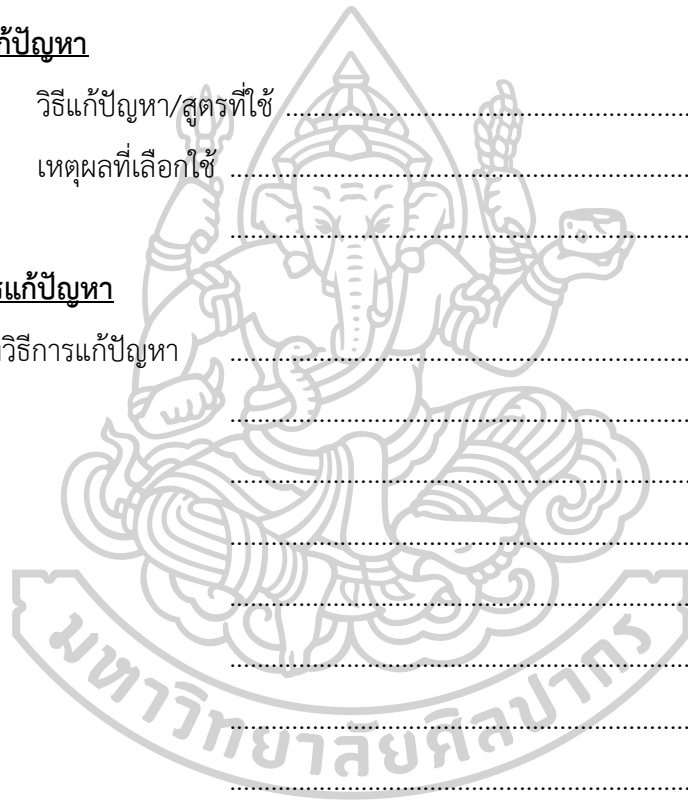 ก้ปัญหา
วิธีแก้ปัญหา/สูตรที่ใช้ ........................................................
เหตุผลที่เลือกใช้ ................................................................
................................................................
รแก้ปัญหา
วิธีการแก้ปัญหา ................................................................
................................................................
................................................................
................................................................
................................................................
................................................................
................................................................
................................................................
มหาวิทยาลัยศิลปากร